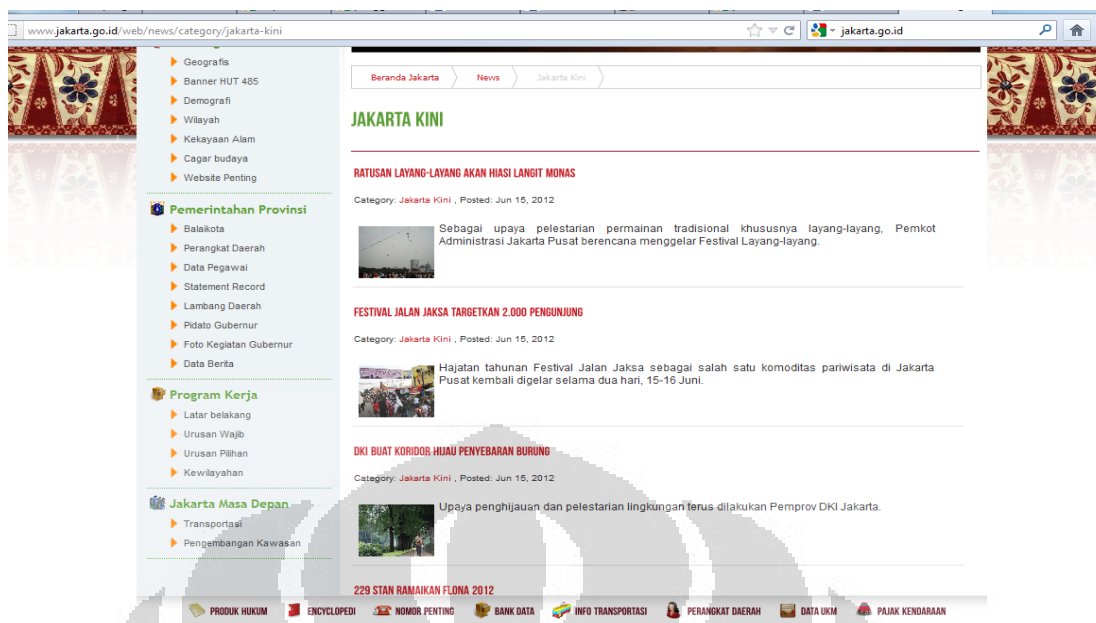 www.jakarta.go.id/web/news/category/jakarta-kini
jakarta.go.id
Geografis
Banner HUT 485
Demografi
Wilayah
Kekayaan Alam
Cagar budaya
Website Penting
Pemerintahan Provinsi
Balaikota
Perangkat Daerah
Data Pegawai
Statement Record
Lambang Daerah
Pidato Gubernur
Foto Kegiatan Gubernur
Data Berita
Program Kerja
Latar belakang
Urusan Wajib
Urusan Pilihan
Kewilayahan
Jakarta Masa Depan
Transportasi
Pengembangan Kawasan
Beranda Jakarta
News
Jakarta Kini
JAKARTA KINI
RATUSAN LAYANG-LAYANG AKAN HIASI LANGIT MONAS
Category: Jakarta Kini , Posted: Jun 15, 2012
Sebagai upaya pelestarian permainan tradisional khususnya layang-layang, Pemkot
Administrasi Jakarta Pusat berencana menggelar Festival Layang-layang.
FESTIVAL JALAN JAKSA TARGETKAN 2.000 PENGUNJUNG
Category: Jakarta Kini , Posted: Jun 15, 2012
Hajatan tahunan Festival Jalan Jaksa sebagai salah satu komoditas pariwisata di Jakarta
Pusat kembali digelar selama dua hari, 15-16 Juni.
DKI BUAT KORIDOR HIJAU PENYEBARAN BURUNG
Category: Jakarta Kini , Posted: Jun 15, 2012
Upaya penghijauan dan pelestarian lingkungan terus dilakukan Pemprov DKI Jakarta.
229 STAN RAMAIKAN FLONA 2012
PRODUK HUKUM
ENCYCLOPEDI
NOMOR PENTING
BANK DATA
INFO TRANSPORTASI
PERANGKAT DAERAH
DATA UKM
PAJAK KENDARAAN